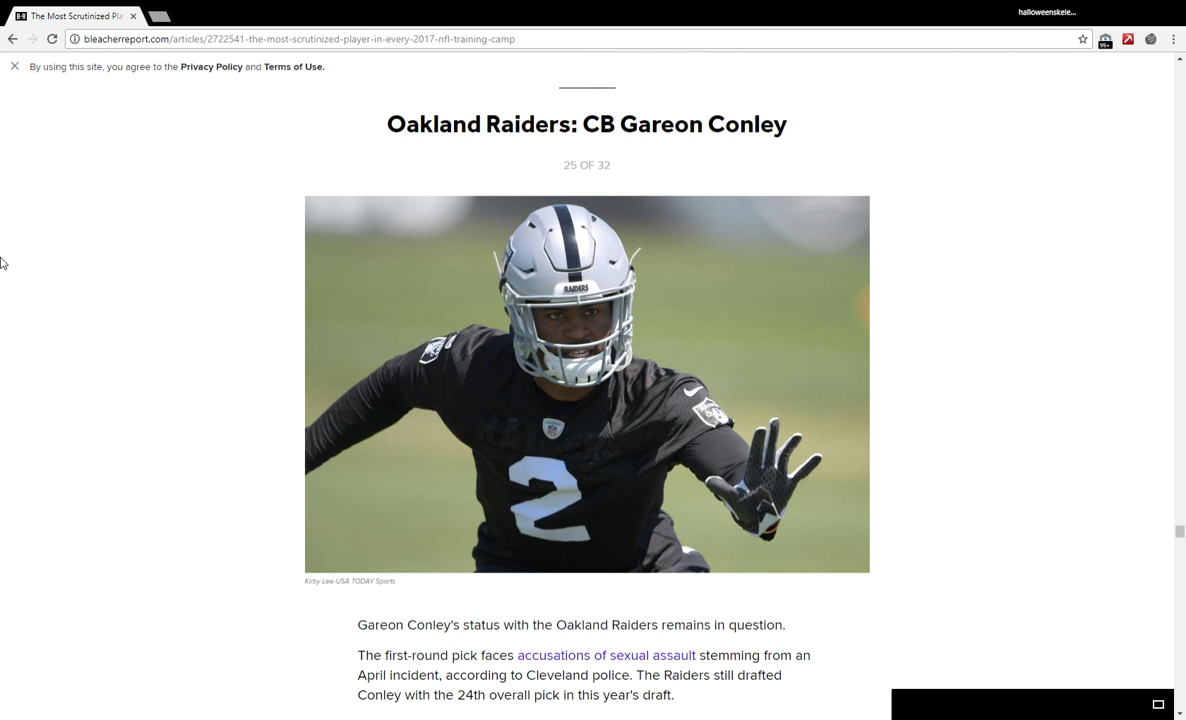 The Most Scrutinized Pla
halloweenskele...
bleacherreport.com/articles/2722541-the-most-scrutinized-player-in-every-2017-nfl-training-camp
99+
By using this site, you agree to the Privacy Policy and Terms of Use.
Oakland Raiders: CB Gareon Conley
25 OF 32
RAIDERS
2
Kirby Lee-USA TODAY Sports
Gareon Conley's status with the Oakland Raiders remains in question.
The first-round pick faces accusations of sexual assault stemming from an
April incident, according to Cleveland police. The Raiders still drafted
Conley with the 24th overall pick in this year's draft.